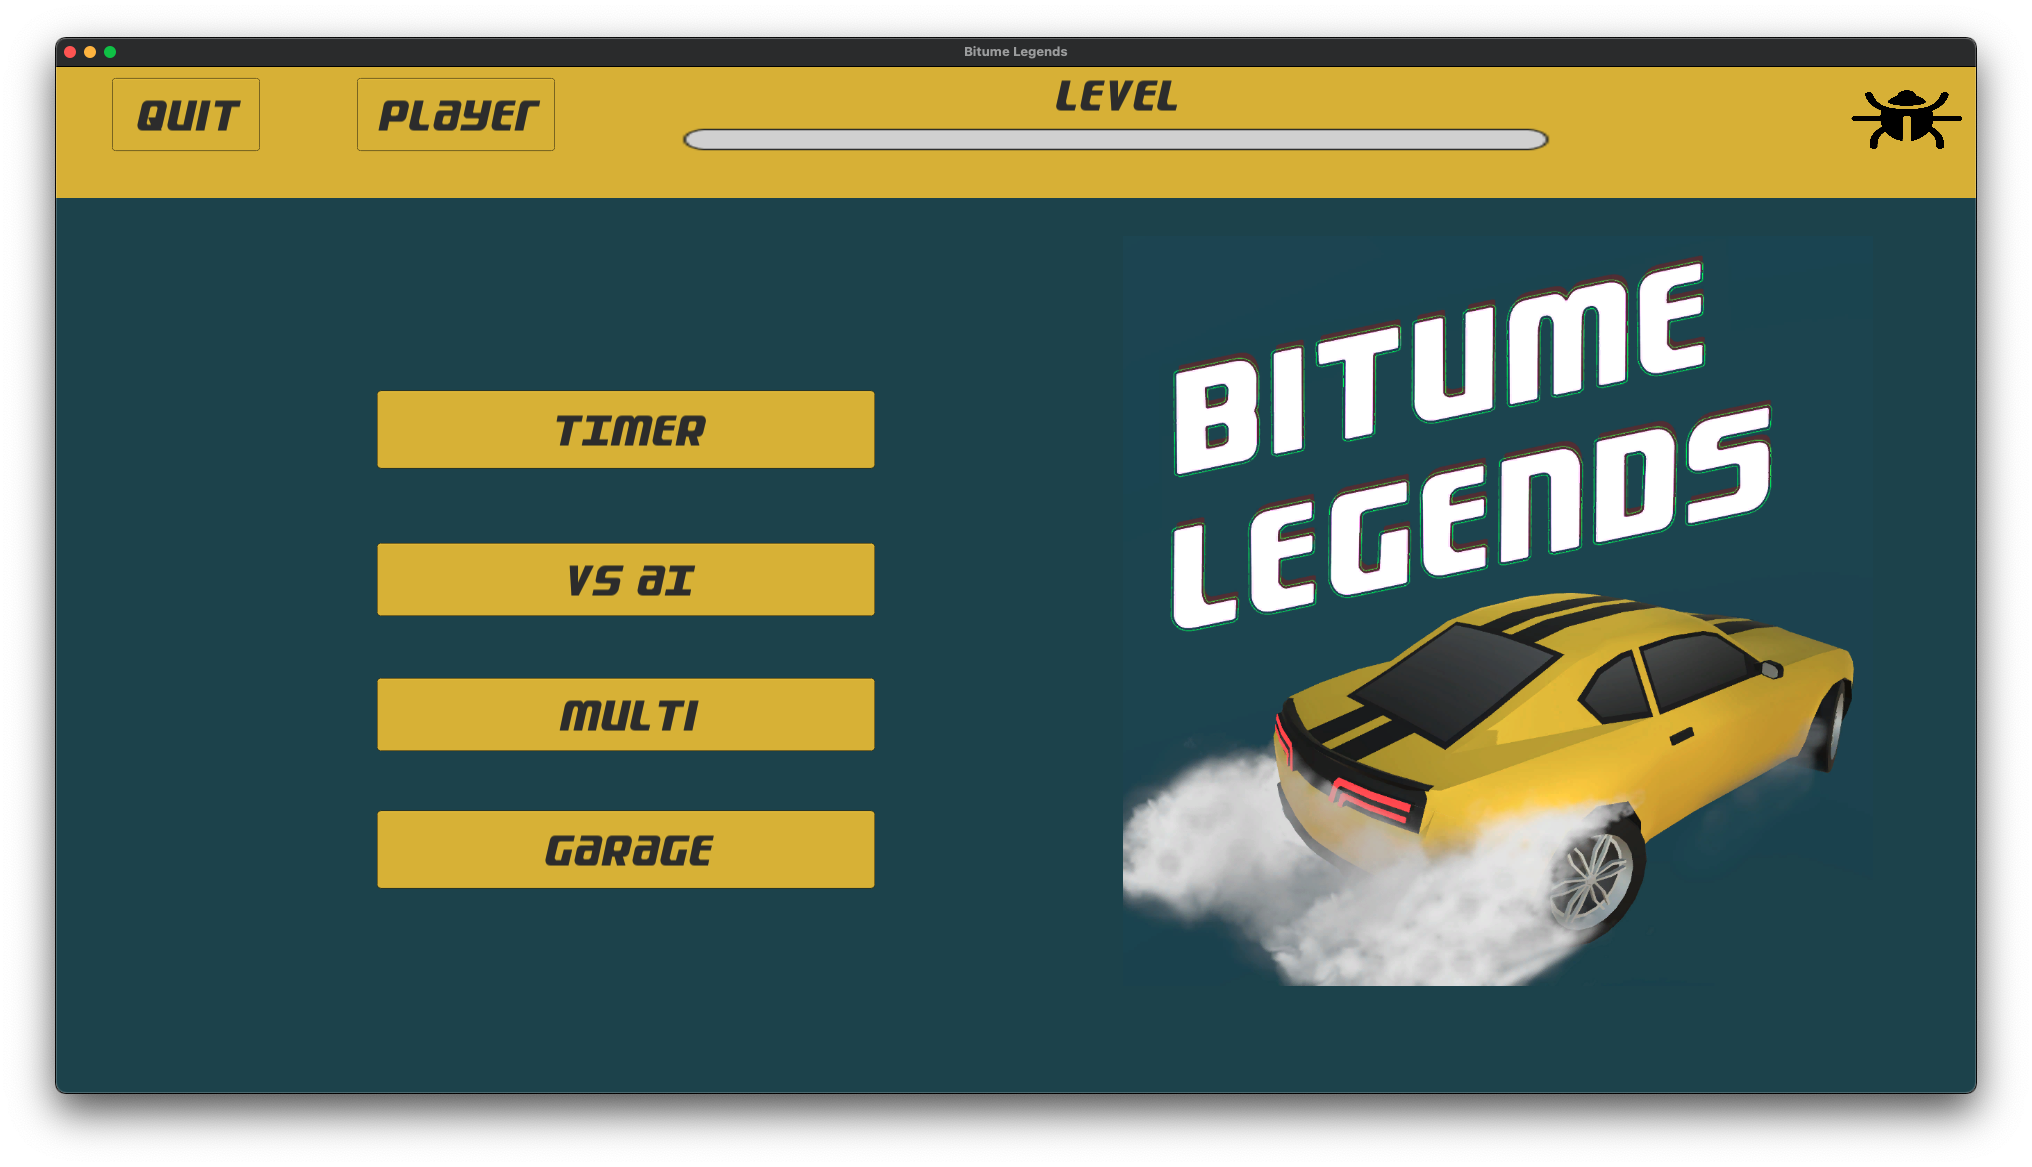 Bitume Legends
QUIT
PLaYEr
LEVEL
TIMER
VS aI
MULTI
GaRaGE
BITUME
LEGENDS